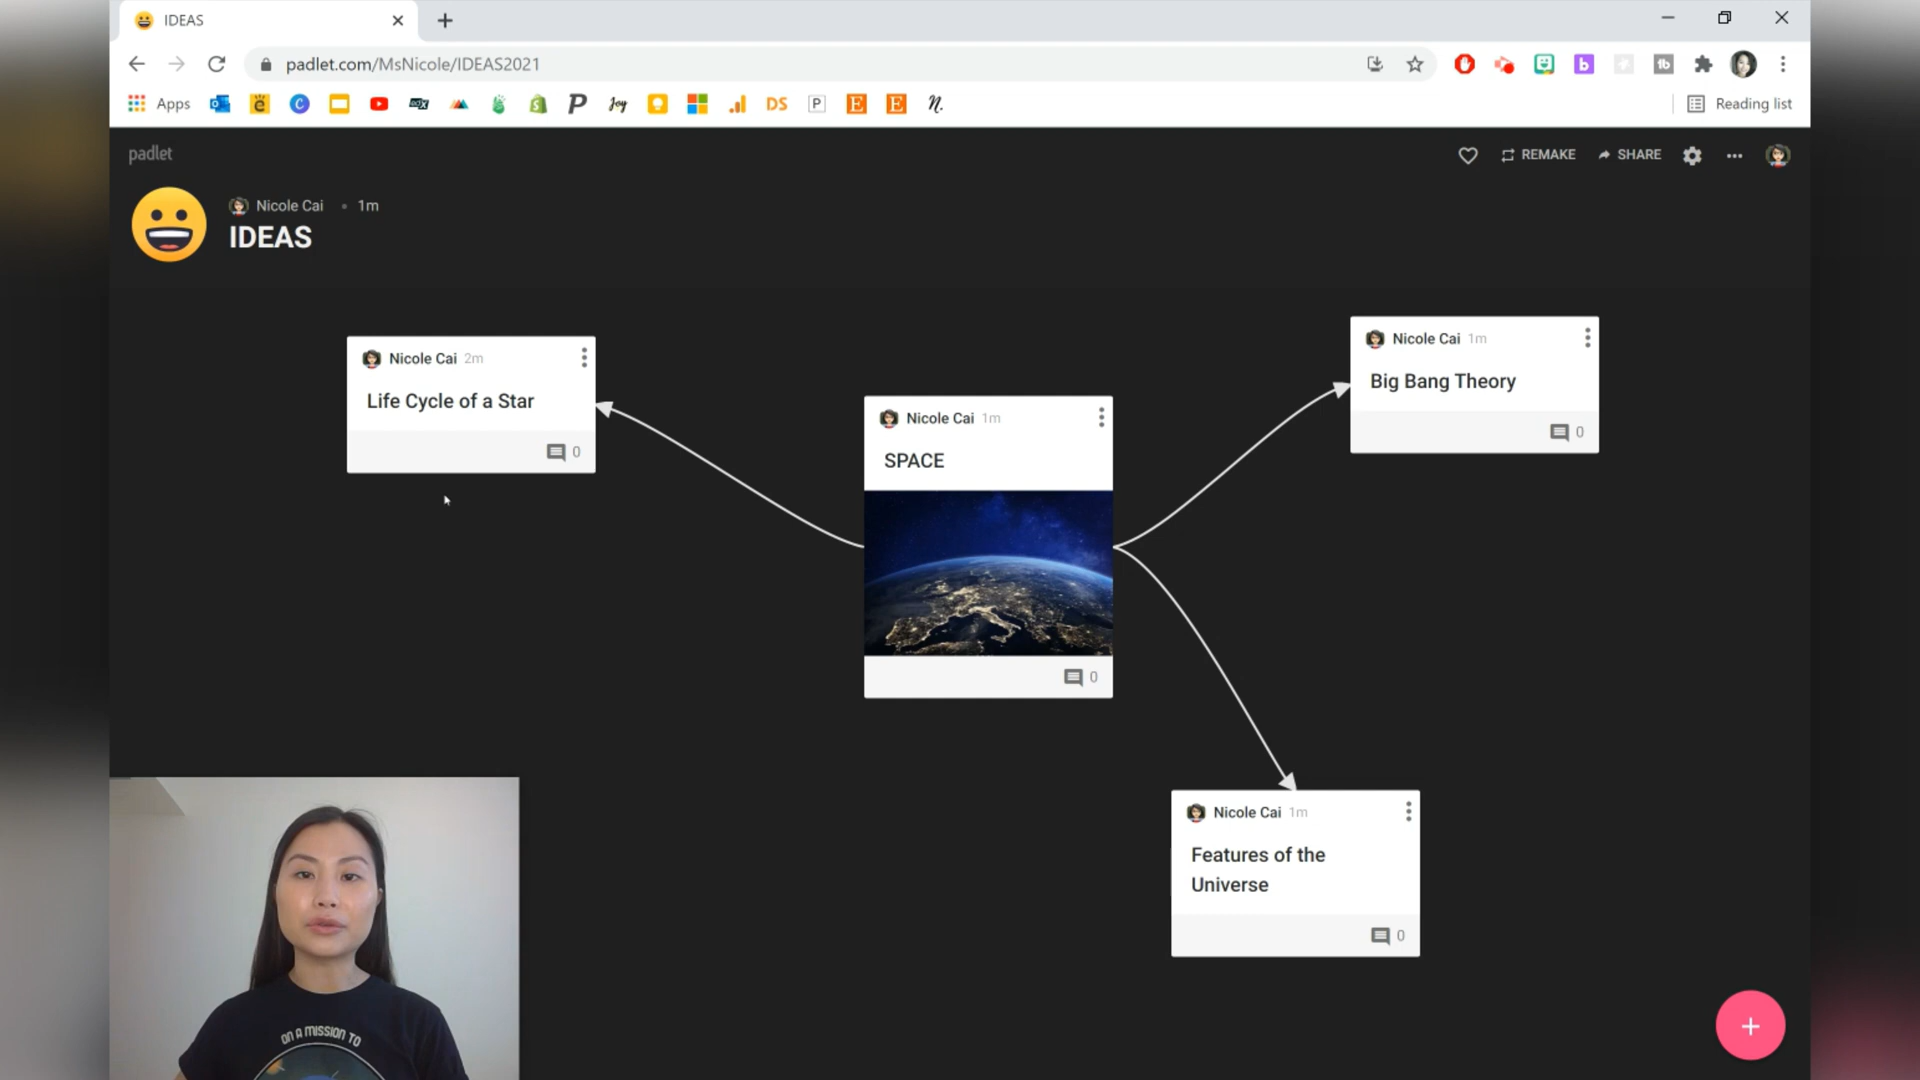 IDEAS
padlet.com/MsNicole/IDEAS2021
Apps
DS
Reading list
padlet
REMAKE
SHARE
Nicole Cai • 1m
IDEAS
Nicole Cai 2m
Life Cycle of a Star
0
Nicole Cai 1m
SPACE
0
Nicole Cai 1m
Big Bang Theory
0
Nicole Cai 1m
Features of the
Universe
0
ON A MISSION TO